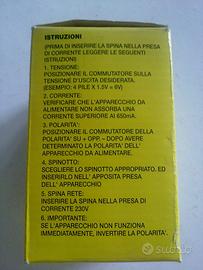 ISTRUZIONI
(PRIMA DI INSERIRE LA SPINA NELLA PRESA
DI CORRENTE LEGGERE LE SEGUENTI
ISTRUZIONI
1. TENSIONE:
POSIZIONARE IL COMMUTATORE SULLA
TENSIONE D'USCITA DESIDERATA.
(ESEMPIO: 4 PILE X 1.5V = 6V)
2. CORRENTE:
VERIFICARE CHE L'APPARECCHIO DA
ALIMENTARE NON ASSORBA UNA
CORRENTE SUPERIORE AI 650mA.
3. POLARITA':
POSIZIONARE IL COMMUTATORE DELLA
POLARITA' SU + OPP. - DOPO AVERE
DETERMINATO LA POLARITA' DELL'
APPARECCHIO DA ALIMENTARE.
4. SPINOTTO:
SCEGLIERE LO SPINOTTO APPROPRIATO. ED
INSERIRLO NELL' APPOSITA PRESA
DELL' APPARECCHIO
5. SPINA RETE:
INSERIRE LA SPINA NELLA PRESA DI
CORRENTE 230V
6. IMPORTANTE:
SE L'APPARECCHIO NON FUNZIONA
IMMEDIATAMENTE, INVERTIRE LA POLARITA'.
subito